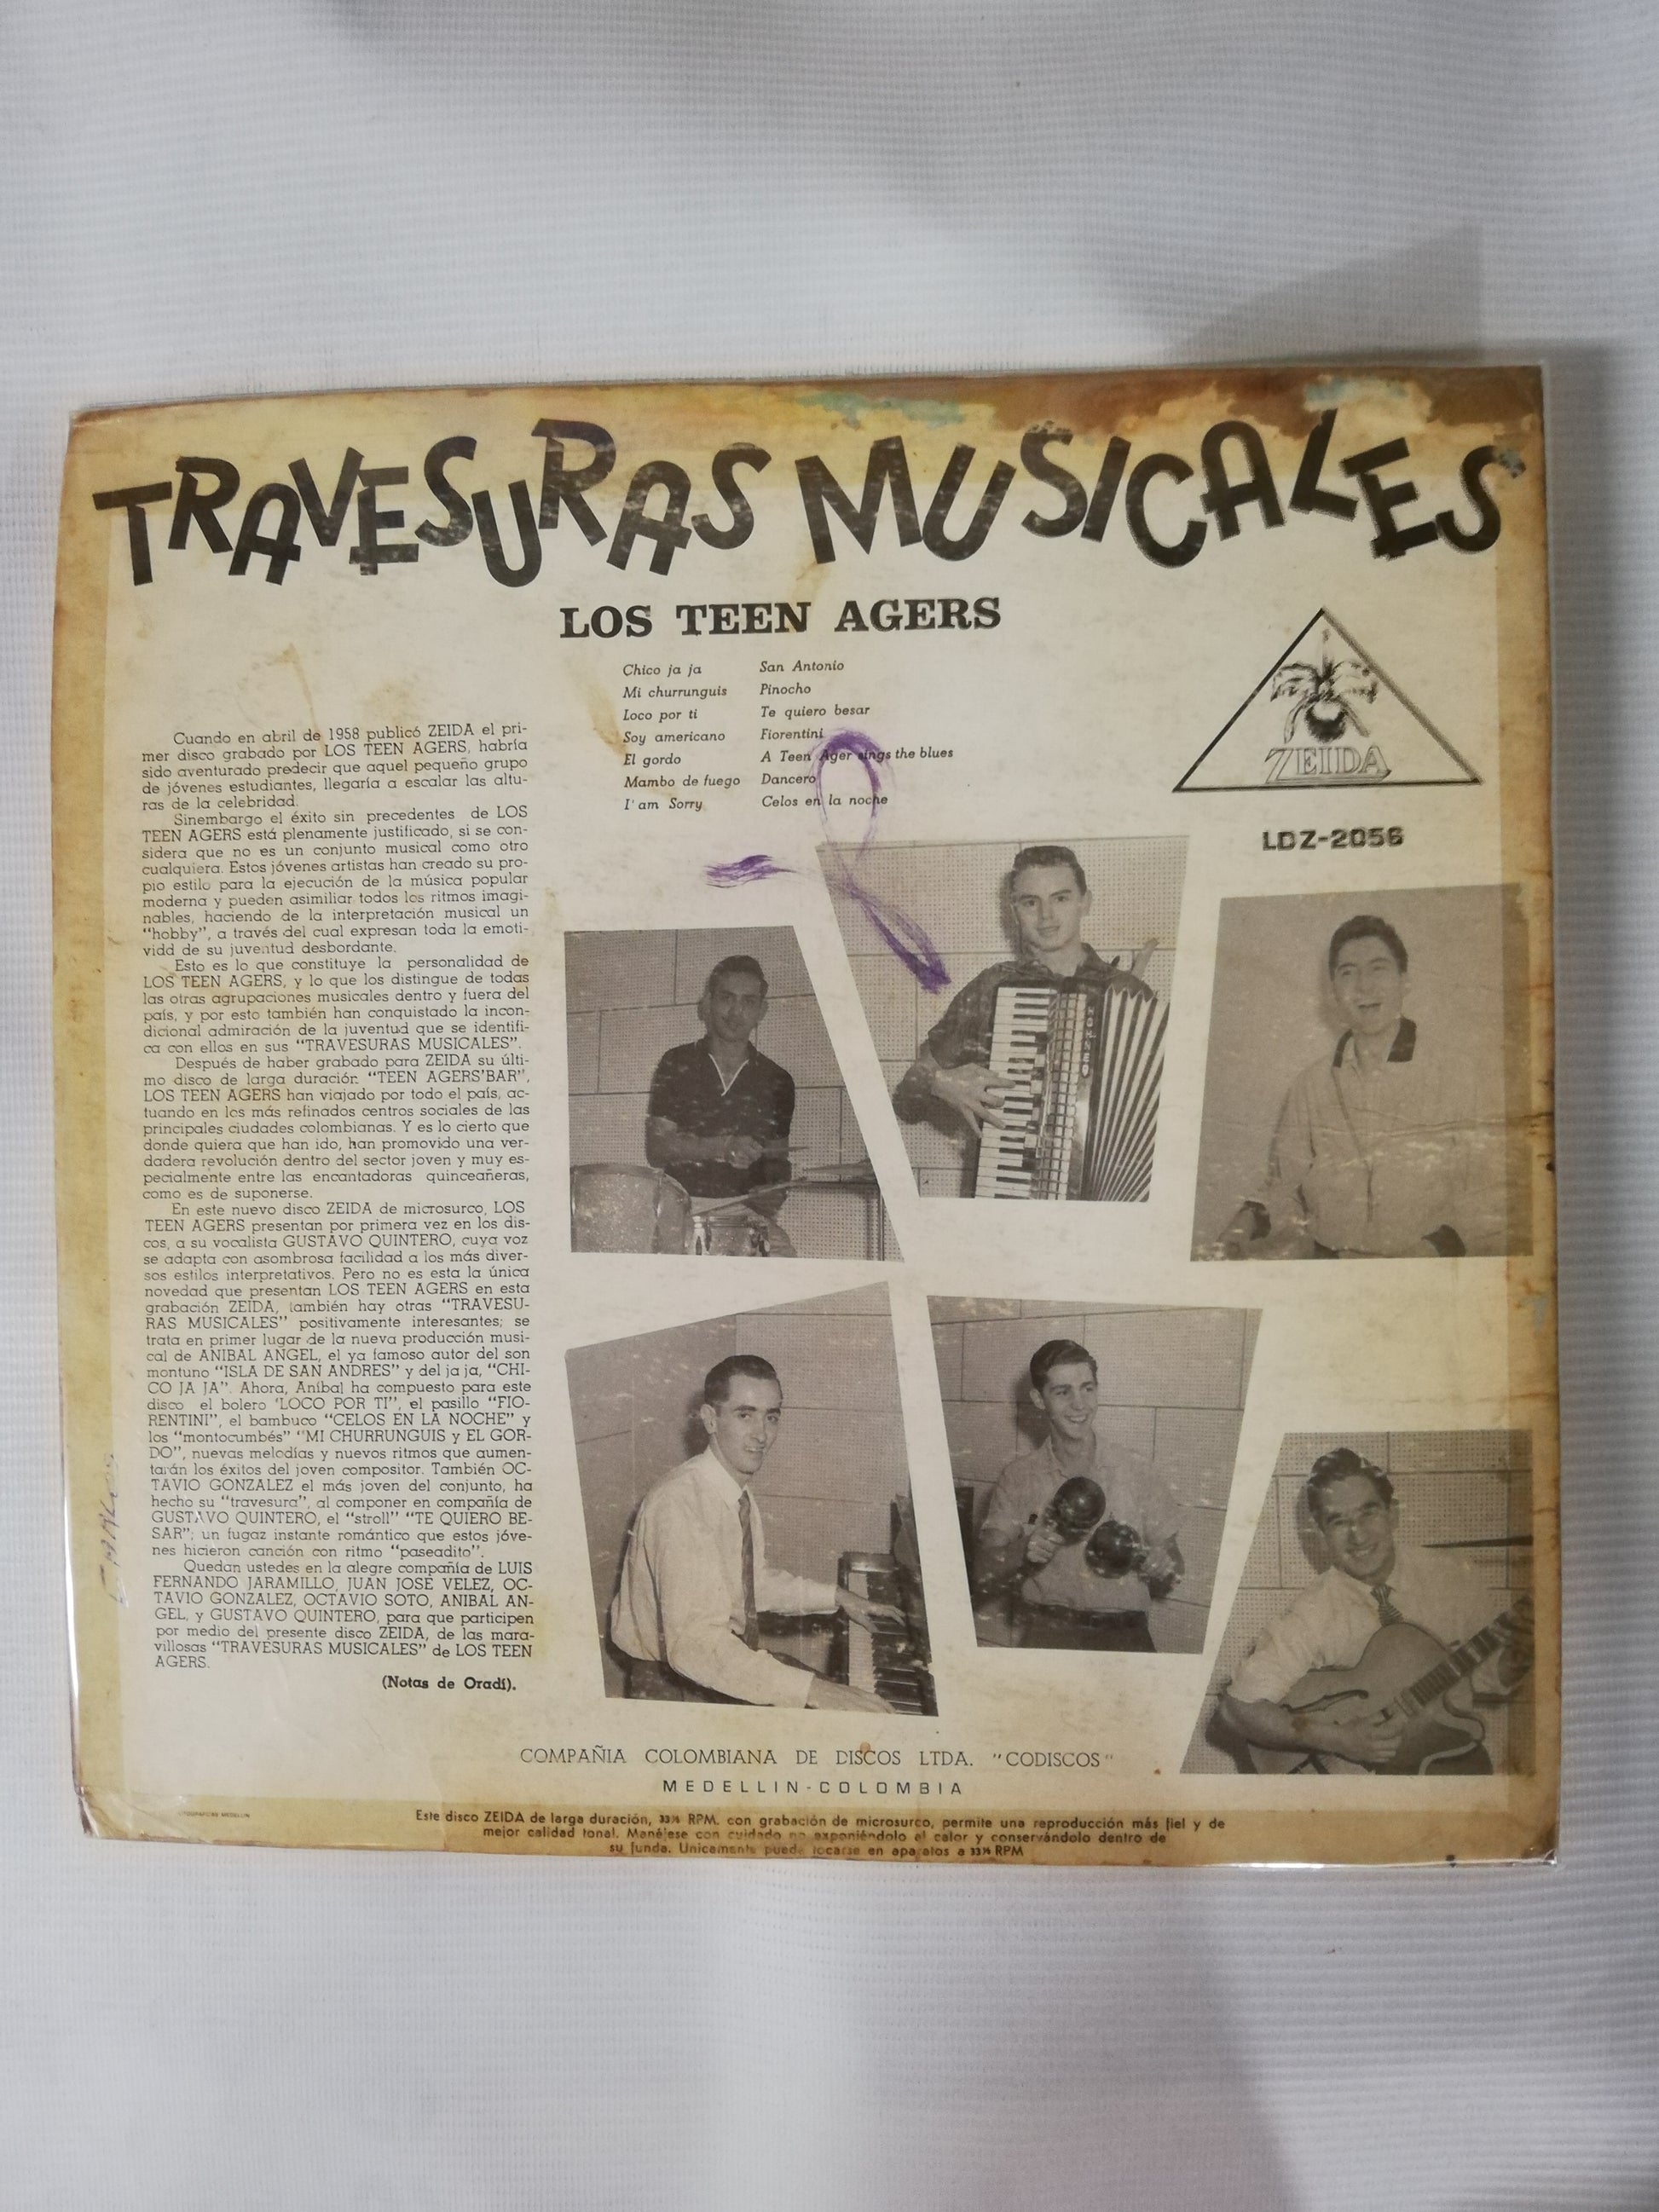 TRAVESURAS MUSICALES
LOS TEEN AGERS
Chico ja ja
Mi churrunguis
Loco por ti
Soy americano
El gordo
Mambo de fuego
I' am Sorry
San Antonio
Pinocho
Te quiero besar
Fiorentini
A Teen Ager sings the blues
Dancero
Celos en la noche
ZEIDA
LDZ-2056
Cuando en abril de 1958 publicó ZEIDA el pri-
mer disco grabado por LOS TEEN AGERS, habría
sido aventurado predecir que aquel pequeño grupo
de jóvenes estudiantes, llegaría a escalar las altu-
ras de la celebridad.
Sinembargo el éxito sin precedentes de LOS
TEEN AGERS está plenamente justificado, si se con-
sidera que no es un conjunto musical como otro
cualquiera. Estos jóvenes artistas han creado su pro-
pio estilo para la ejecución de la música popular
moderna y pueden asimiliar todos los ritmos imagi-
nables, haciendo de la interpretación musical un
"hobby", a través del cual expresan toda la emoti-
vidd de su juventud desbordante.
Esto es lo que constituye la personalidad de
LOS TEEN AGERS, y lo que los distingue de todas
las otras agrupaciones musicales dentro y fuera del
país, y por esto también han conquistado la incon-
dicional admiración de la juventud que se identifi-
ca con ellos en sus "TRAVESURAS MUSICALES".
Después de haber grabado para ZEIDA su últi-
mo disco de larga duración "TEEN AGERS'BAR",
LOS TEEN AGERS han viajado por todo el país, ac-
tuando en los más refinados centros sociales de las
principales ciudades colombianas. Y es lo cierto que
donde quiera que han ido, han promovido una ver-
dadera revolución dentro del sector joven y muy es-
pecialmente entre las encantadoras quinceañeras,
como es de suponerse.
En este nuevo disco ZEIDA de microsurco, LOS
TEEN AGERS presentan por primera vez en los dis-
cos, a su vocalista GUSTAVO QUINTERO, cuya voz
se adapta con asombrosa facilidad a los más diver-
sos estilos interpretativos. Pero no es esta la única
novedad que presentan LOS TEEN AGERS en esta
grabación ZEIDA, también hay otras "TRAVESU-
RAS MUSICALES" positivamente interesantes; se
trata en primer lugar de la nueva producción musi-
cal de ANIBAL ANGEL, el ya famoso autor del son
montuno "ISLA DE SAN ANDRES" y del ja ja, "CHI-
CO JA JA". Ahora, Aníbal ha compuesto para este
disco el bolero 'LOCO POR TI", el pasillo "FIO-
RENTINI", el bambuco "CELOS EN LA NOCHE" y
los "montocumbés" "MI CHURRUNGUIS y EL GOR-
DO", nuevas melodías y nuevos ritmos que aumen-
tarán los éxitos del joven compositor. También OC-
TAVIO GONZALEZ el más joven del conjunto, ha
hecho su "travesura", al componer en compañía de
GUSTAVO QUINTERO, el "stroll" "TE QUIERO BE-
SAR"; un fugaz instante romántico que estos jóve-
nes hicieron canción con ritmo "paseadito".
Quedan ustedes en la alegre compañía de LUIS
FERNANDO JARAMILLO, JUAN JOSE VELEZ, OC-
TAVIO GONZALEZ, OCTAVIO SOTO, ANIBAL AN-
GEL, y GUSTAVO QUINTERO, para que participen
por medio del presente disco ZEIDA, de las mara-
villosas "TRAVESURAS MUSICALES" de LOS TEEN
AGERS.
(Notas de Oradí).
HOHNER
COMPAÑIA COLOMBIANA DE DISCOS LTDA. "CODISCOS"
MEDELLIN-COLOMBIA
Este disco ZEIDA de larga duración, 33⅓ RPM. con grabación de microsurco, permite una reproducción más fiel y de
mejor calidad tonal. Manéjese con cuidado no exponiéndolo al calor y conservándolo dentro de
su funda. Unicamente puede tocarse en aparatos a 33⅓ RPM